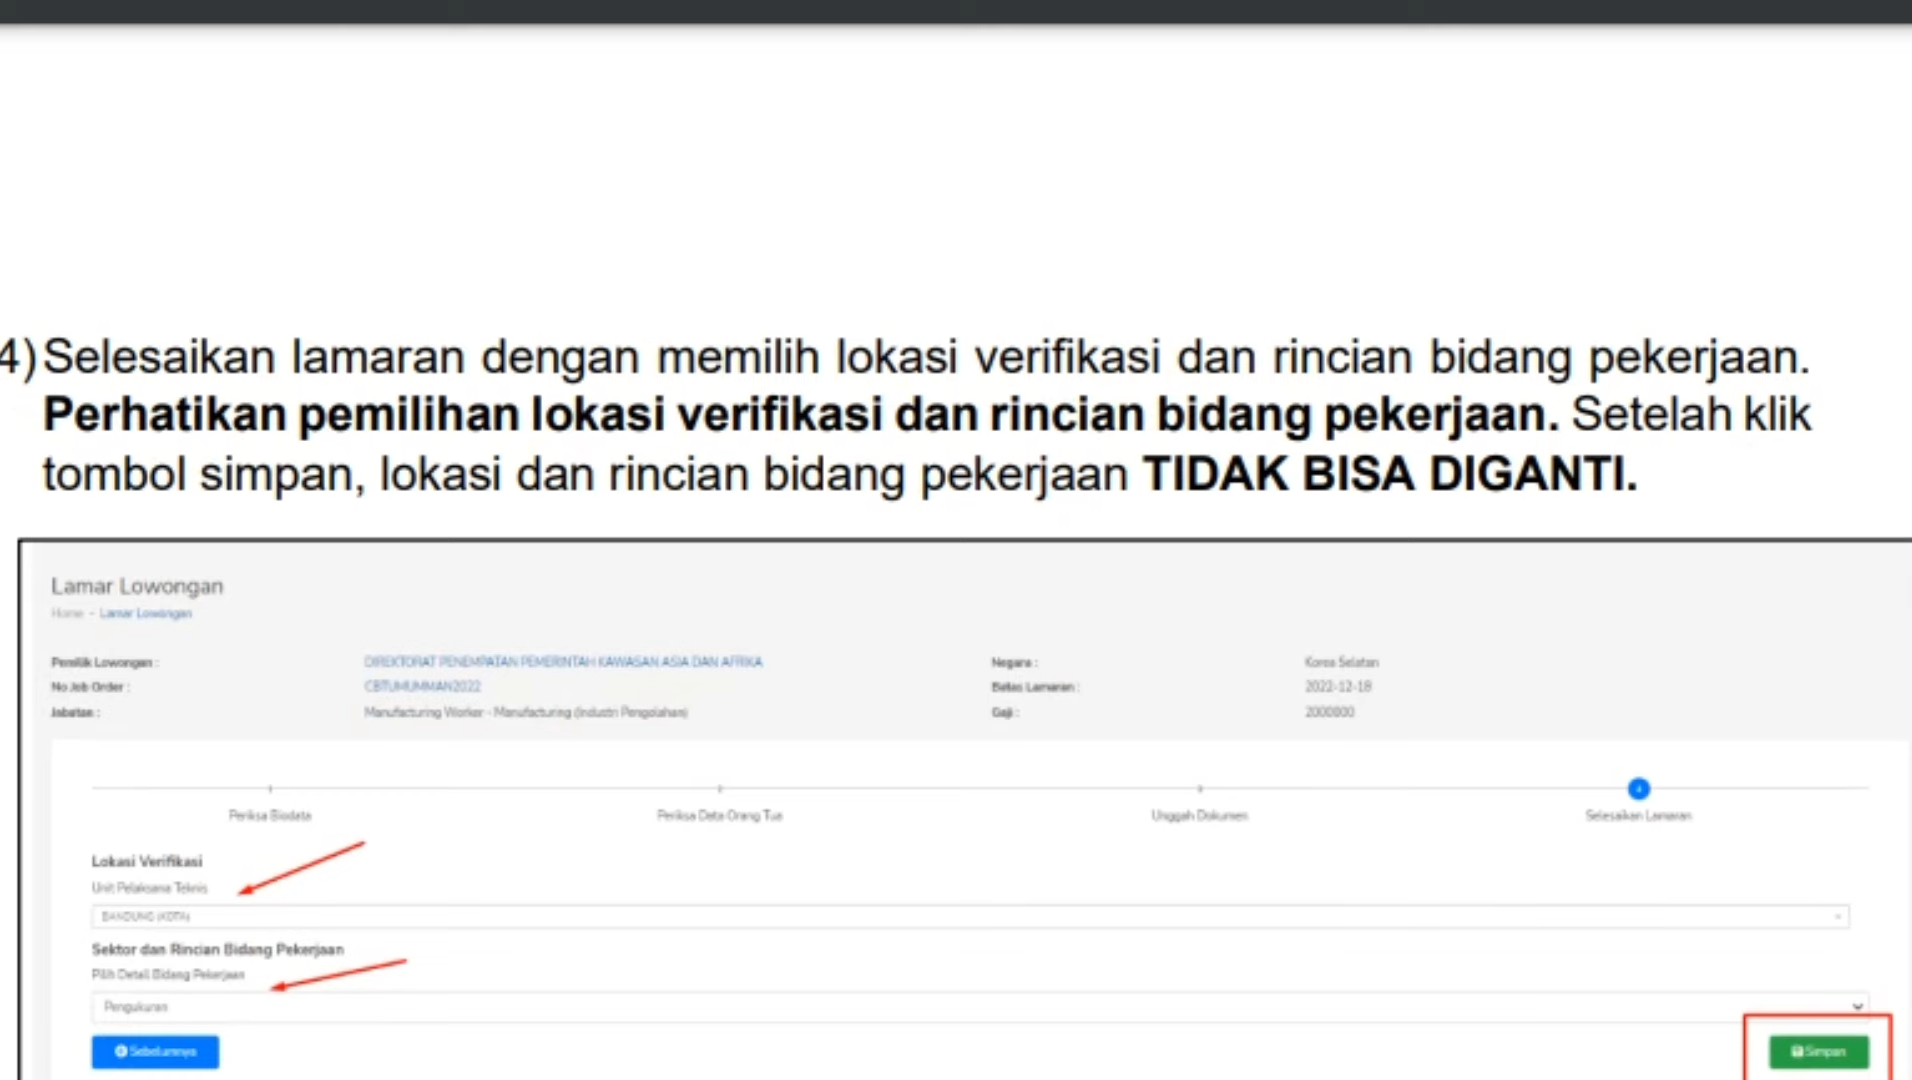 4) Selesaikan lamaran dengan memilih lokasi verifikasi dan rincian bidang pekerjaan.
Perhatikan pemilihan lokasi verifikasi dan rincian bidang pekerjaan. Setelah klik
tombol simpan, lokasi dan rincian bidang pekerjaan TIDAK BISA DIGANTI.
Lamar Lowongan
Home - Lamar Lowongan
Pemilik Lowongan : DIREKTORAT PENEMPATAN PEMERINTAH KAWASAN ASIA DAN AFRIKA Negara : Korea Selatan
No Job Order : CBTUMUMMAN2022 Batas Lamaran : 2022-12-18
Jabatan : Manufacturing Worker - Manufacturing (Industri Pengolahan) Gaji : 2000000
4
Periksa Biodata Periksa Data Orang Tua Unggah Dokumen Selesaikan Lamaran
Lokasi Verifikasi
Unit Pelaksana Teknis
BANDUNG (KOTA)
Sektor dan Rincian Bidang Pekerjaan
Pilih Detail Bidang Pekerjaan
Pengukuran
Sebelumnya Simpan